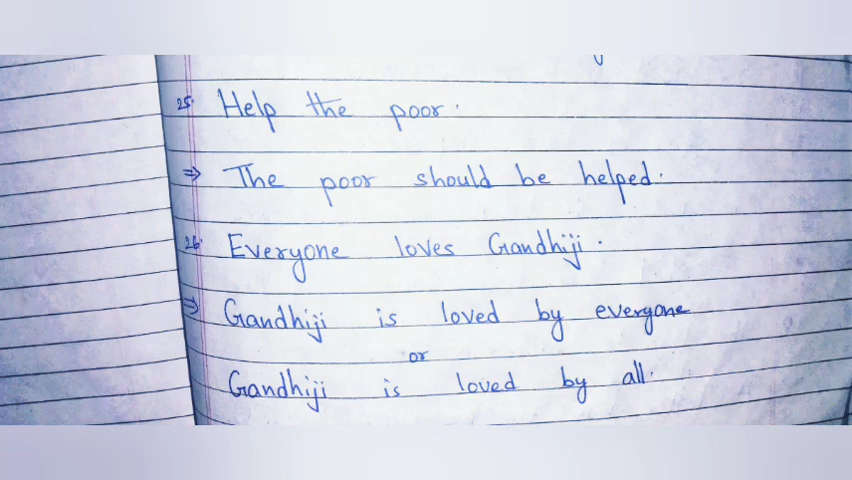 25. Help the poor.
⇒ The poor should be helped.
26. Everyone loves Gandhiji.
⇒ Gandhiji is loved by everyone
or
Gandhiji is loved by all.